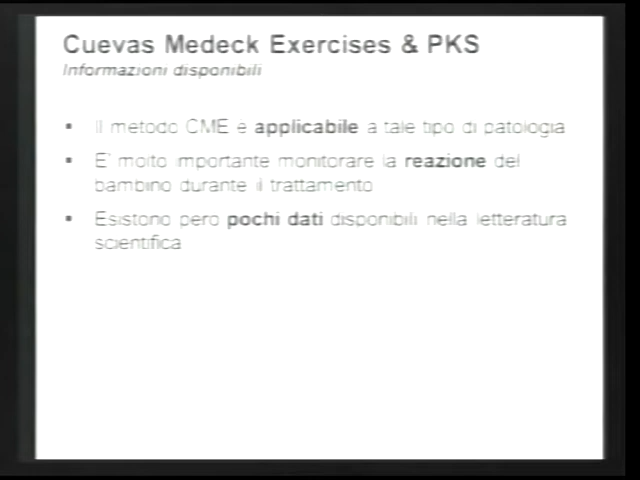 Cuevas Medeck Exercises & PKS
Informazioni disponibili
▪ Il metodo CME è applicabile a tale tipo di patologia
▪ E' molto importante monitorare la reazione del
bambino durante il trattamento
▪ Esistono però pochi dati disponibili nella letteratura
scientifica